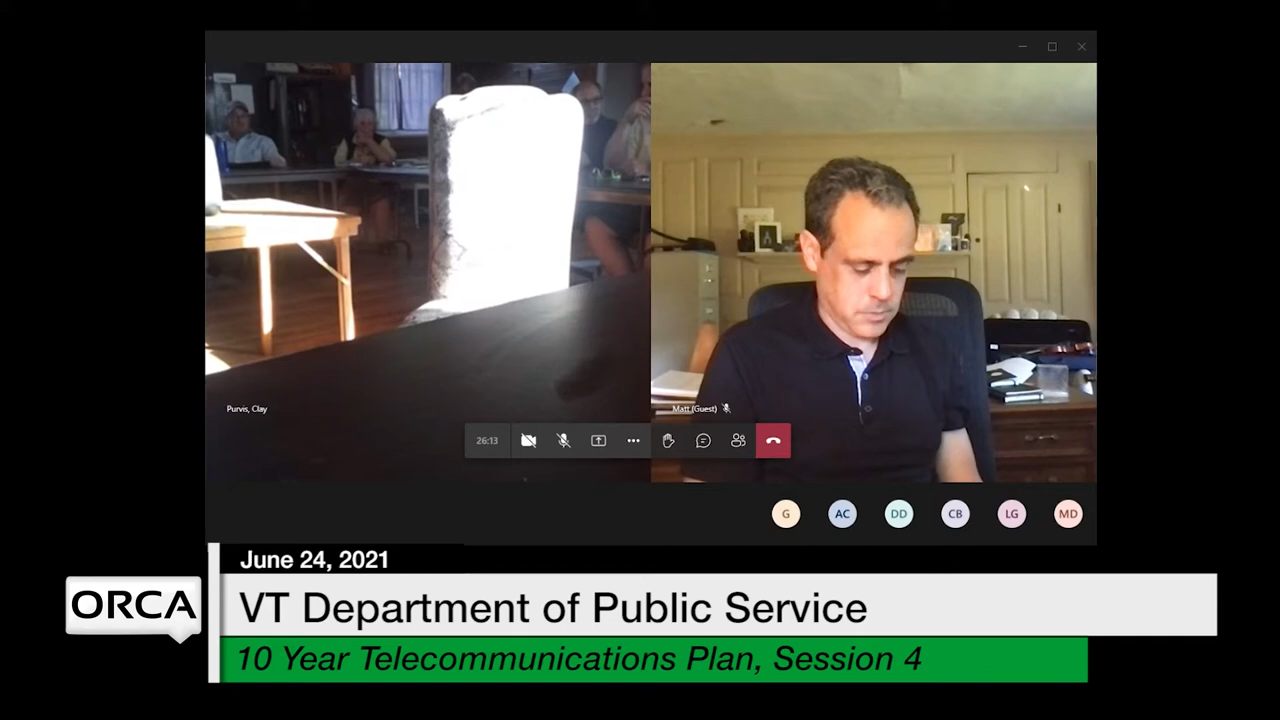 Purvis, Clay
Matt (Guest)
26:13
G
AC
DD
CB
LG
MD
June 24, 2021
ORCA
VT Department of Public Service
10 Year Telecommunications Plan, Session 4